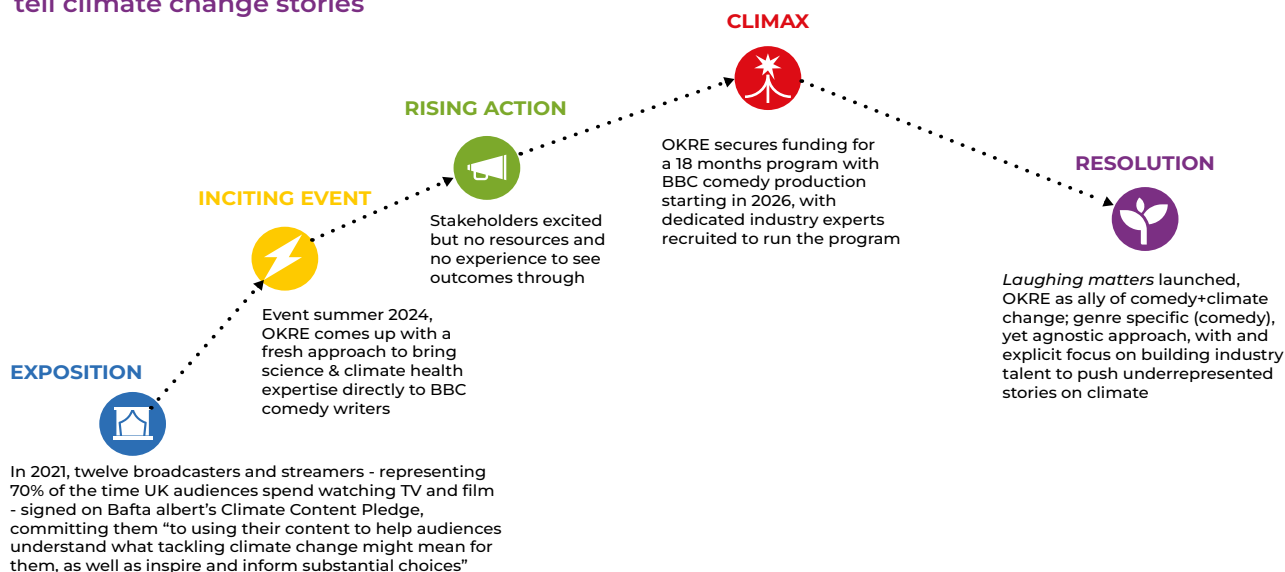 tell climate change stories
CLIMAX
RISING ACTION
OKRE secures funding for
a 18 months program with
BBC comedy production
starting in 2026, with
dedicated industry experts
recruited to run the program
RESOLUTION
INCITING EVENT
Stakeholders excited
but no resources and
no experience to see
outcomes through
Laughing matters launched,
OKRE as ally of comedy+climate
change; genre specific (comedy),
yet agnostic approach, with and
explicit focus on building industry
talent to push underrepresented
stories on climate
Event summer 2024,
OKRE comes up with a
fresh approach to bring
science & climate health
expertise directly to BBC
comedy writers
EXPOSITION
In 2021, twelve broadcasters and streamers - representing
70% of the time UK audiences spend watching TV and film
- signed on Bafta albert’s Climate Content Pledge,
committing them “to using their content to help audiences
understand what tackling climate change might mean for
them, as well as inspire and inform substantial choices”